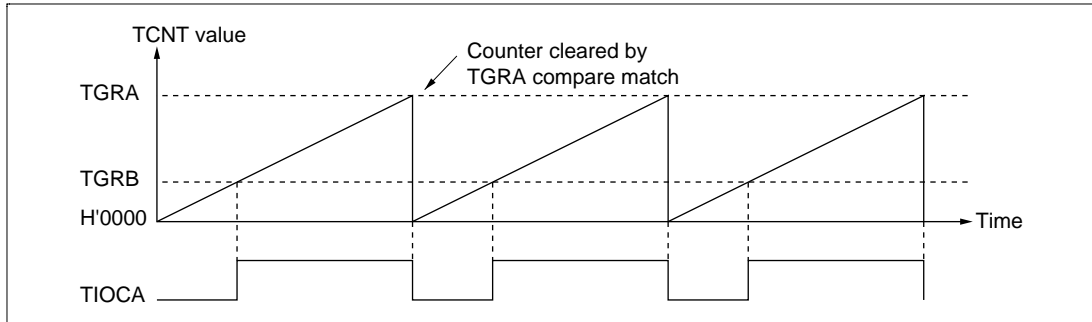 TCNT value
Counter cleared by
TGRA compare match
TGRA
TGRB
H'0000
Time
TIOCA